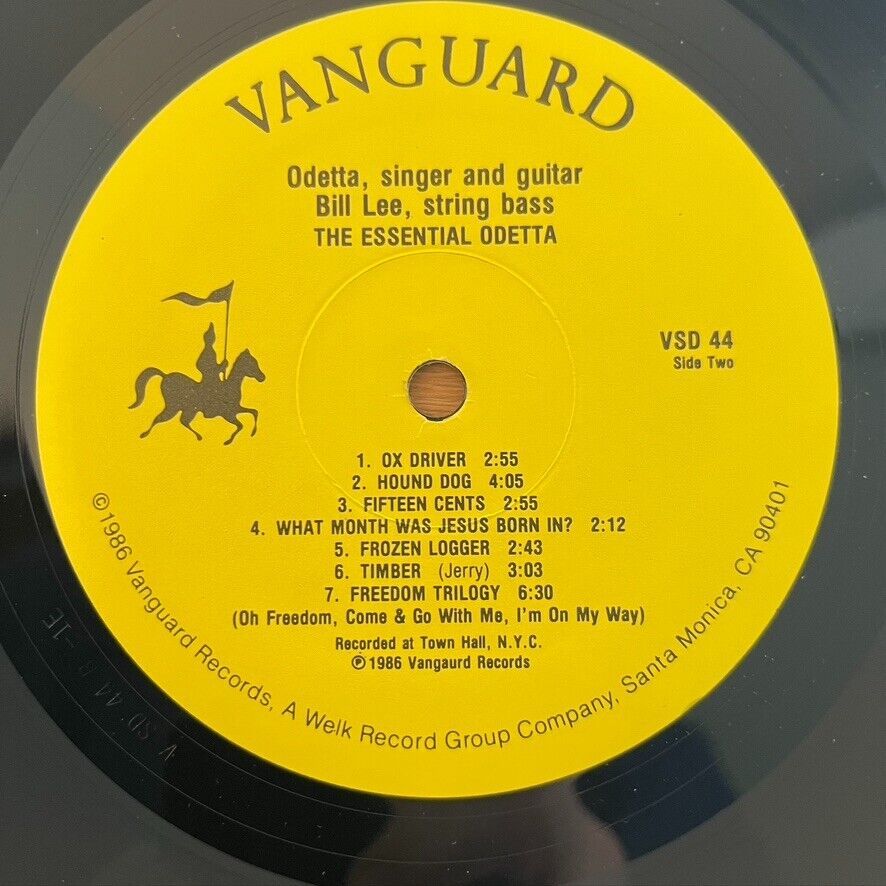 VANGUARD
Odetta, singer and guitar
Bill Lee, string bass
THE ESSENTIAL ODETTA
VSD 44
Side Two
1. OX DRIVER 2:55
2. HOUND DOG 4:05
3. FIFTEEN CENTS 2:55
4. WHAT MONTH WAS JESUS BORN IN? 2:12
5. FROZEN LOGGER 2:43
6. TIMBER (Jerry) 3:03
7. FREEDOM TRILOGY 6:30
(Oh Freedom, Come & Go With Me, I'm On My Way)
Recorded at Town Hall, N.Y.C.
℗ 1986 Vangaurd Records
©1986 Vanguard Records, A Welk Record Group Company, Santa Monica, CA 90401